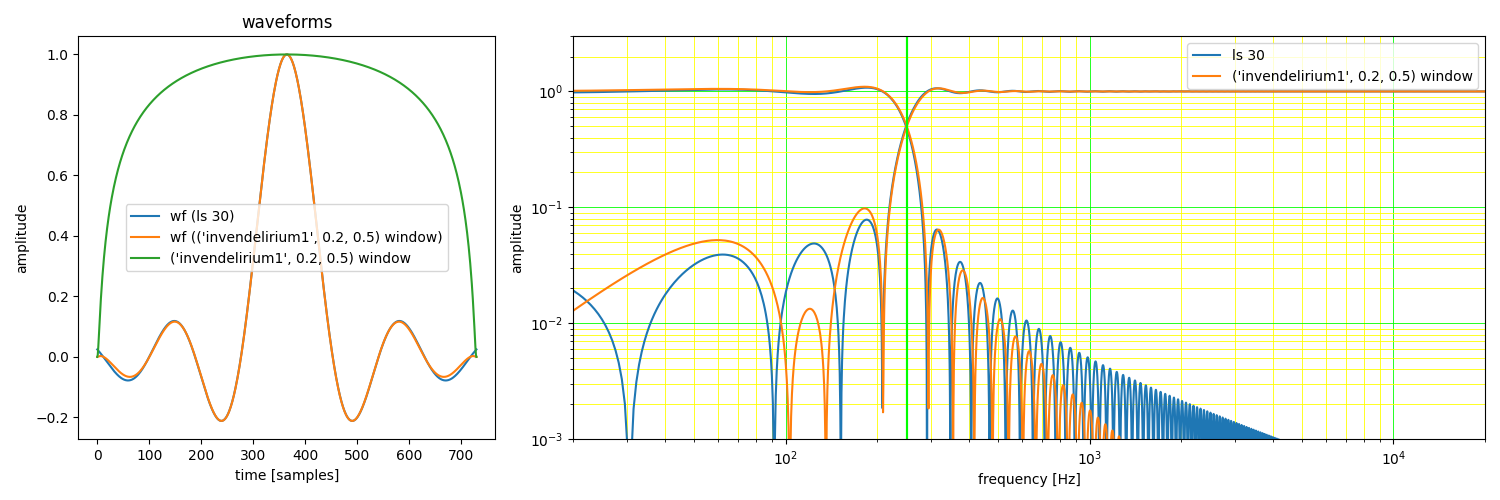 waveforms
amplitude
1.0
0.8
0.6
0.4
0.2
0.0
−0.2
wf (ls 30)
wf (('invendelirium1', 0.2, 0.5) window)
('invendelirium1', 0.2, 0.5) window
0 100 200 300 400 500 600 700
time [samples]
amplitude
10⁰
10⁻¹
10⁻²
10⁻³
ls 30
('invendelirium1', 0.2, 0.5) window
10² 10³ 10⁴
frequency [Hz]